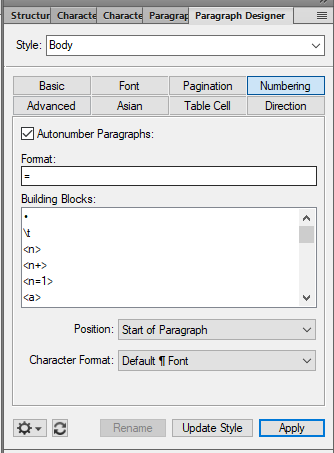 Structur
Characte
Characte
Paragrap
Paragraph Designer
Style: Body
Basic Font Pagination Numbering
Advanced Asian Table Cell Direction
Autonumber Paragraphs:
Format:
=
Building Blocks:
•
\t
<n>
<n+>
<n=1>
<a>
Position: Start of Paragraph
Character Format: Default ¶ Font
Rename Update Style Apply